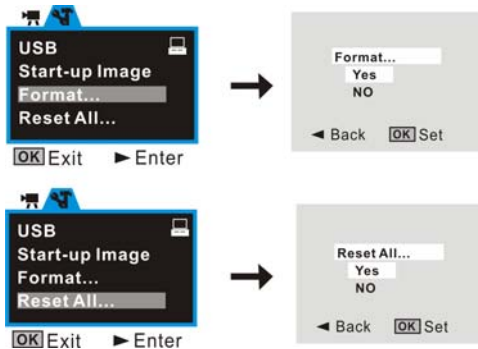 USB
Start-up Image
Format...
Reset All...
OK Exit ► Enter
Format...
Yes
NO
◄ Back OK Set
USB
Start-up Image
Format...
Reset All...
OK Exit ► Enter
Reset All...
Yes
NO
◄ Back OK Set